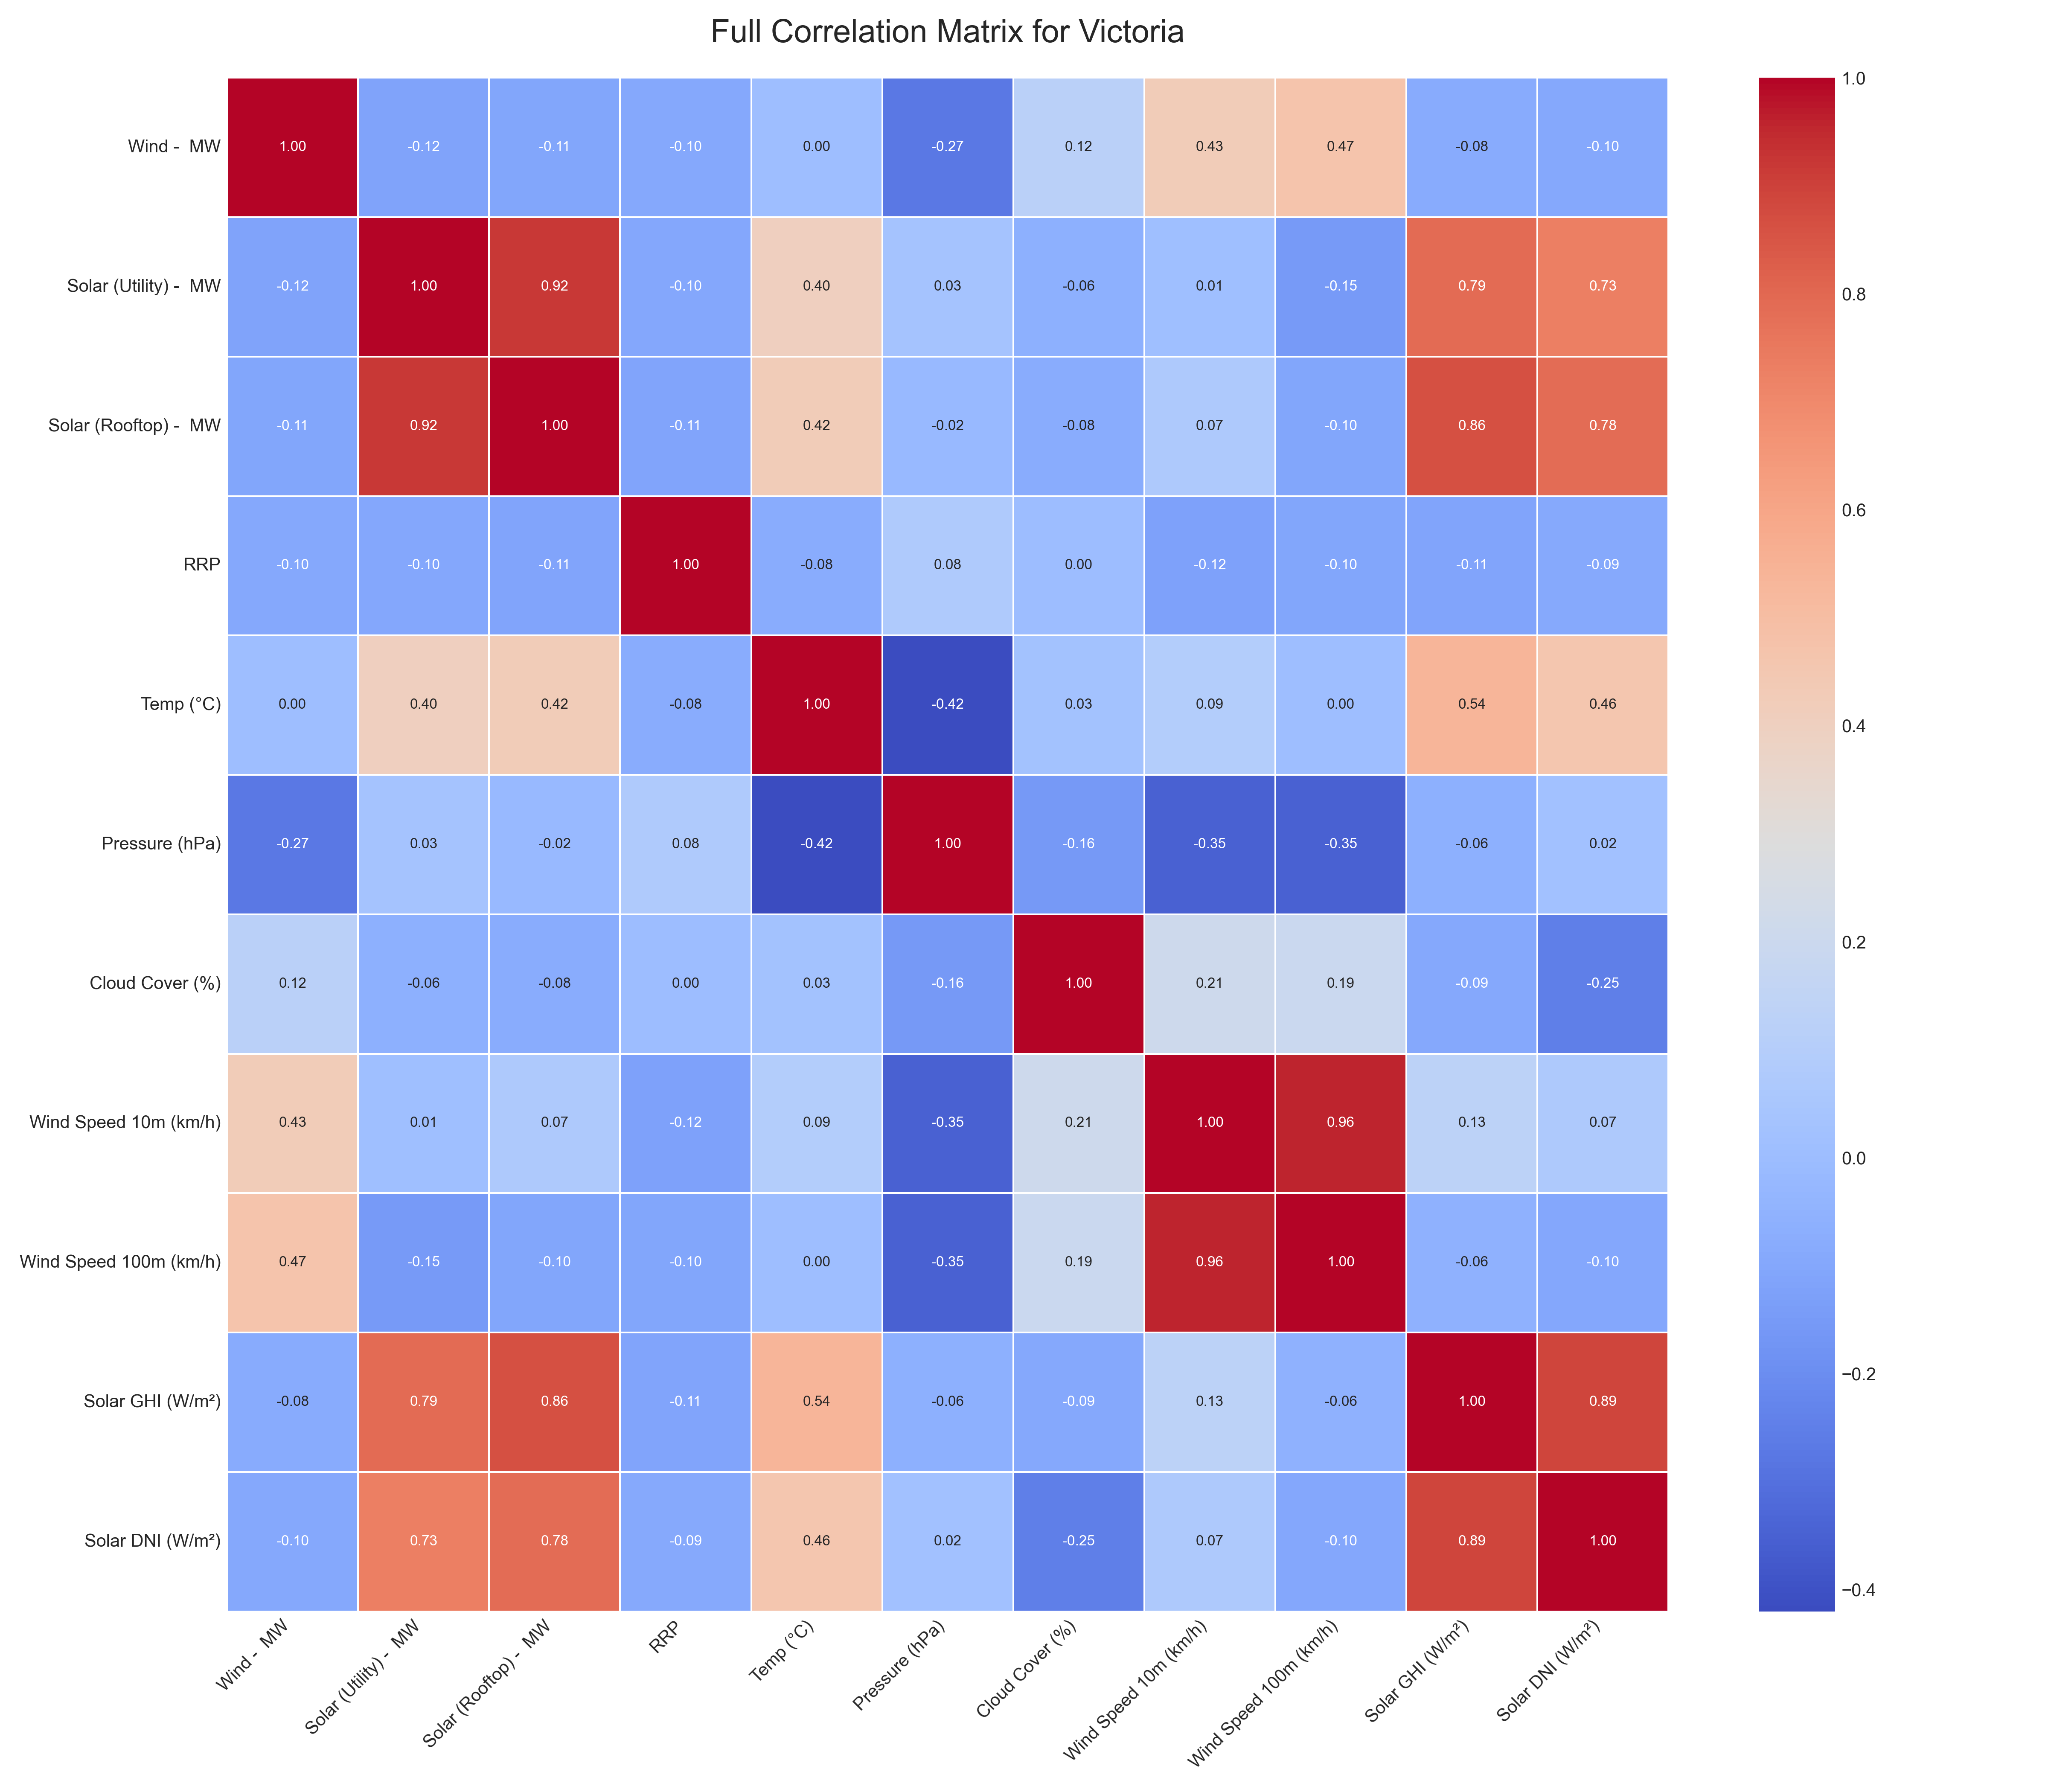 Full Correlation Matrix for Victoria
Wind -  MW 1.00 -0.12 -0.11 -0.10 0.00 -0.27 0.12 0.43 0.47 -0.08 -0.10
Solar (Utility) -  MW -0.12 1.00 0.92 -0.10 0.40 0.03 -0.06 0.01 -0.15 0.79 0.73
Solar (Rooftop) -  MW -0.11 0.92 1.00 -0.11 0.42 -0.02 -0.08 0.07 -0.10 0.86 0.78
RRP -0.10 -0.10 -0.11 1.00 -0.08 0.08 0.00 -0.12 -0.10 -0.11 -0.09
Temp (°C) 0.00 0.40 0.42 -0.08 1.00 -0.42 0.03 0.09 0.00 0.54 0.46
Pressure (hPa) -0.27 0.03 -0.02 0.08 -0.42 1.00 -0.16 -0.35 -0.35 -0.06 0.02
Cloud Cover (%) 0.12 -0.06 -0.08 0.00 0.03 -0.16 1.00 0.21 0.19 -0.09 -0.25
Wind Speed 10m (km/h) 0.43 0.01 0.07 -0.12 0.09 -0.35 0.21 1.00 0.96 0.13 0.07
Wind Speed 100m (km/h) 0.47 -0.15 -0.10 -0.10 0.00 -0.35 0.19 0.96 1.00 -0.06 -0.10
Solar GHI (W/m²) -0.08 0.79 0.86 -0.11 0.54 -0.06 -0.09 0.13 -0.06 1.00 0.89
Solar DNI (W/m²) -0.10 0.73 0.78 -0.09 0.46 0.02 -0.25 0.07 -0.10 0.89 1.00
Wind -  MW
Solar (Utility) -  MW
Solar (Rooftop) -  MW
RRP
Temp (°C)
Pressure (hPa)
Cloud Cover (%)
Wind Speed 10m (km/h)
Wind Speed 100m (km/h)
Solar GHI (W/m²)
Solar DNI (W/m²)
1.0
0.8
0.6
0.4
0.2
0.0
−0.2
−0.4